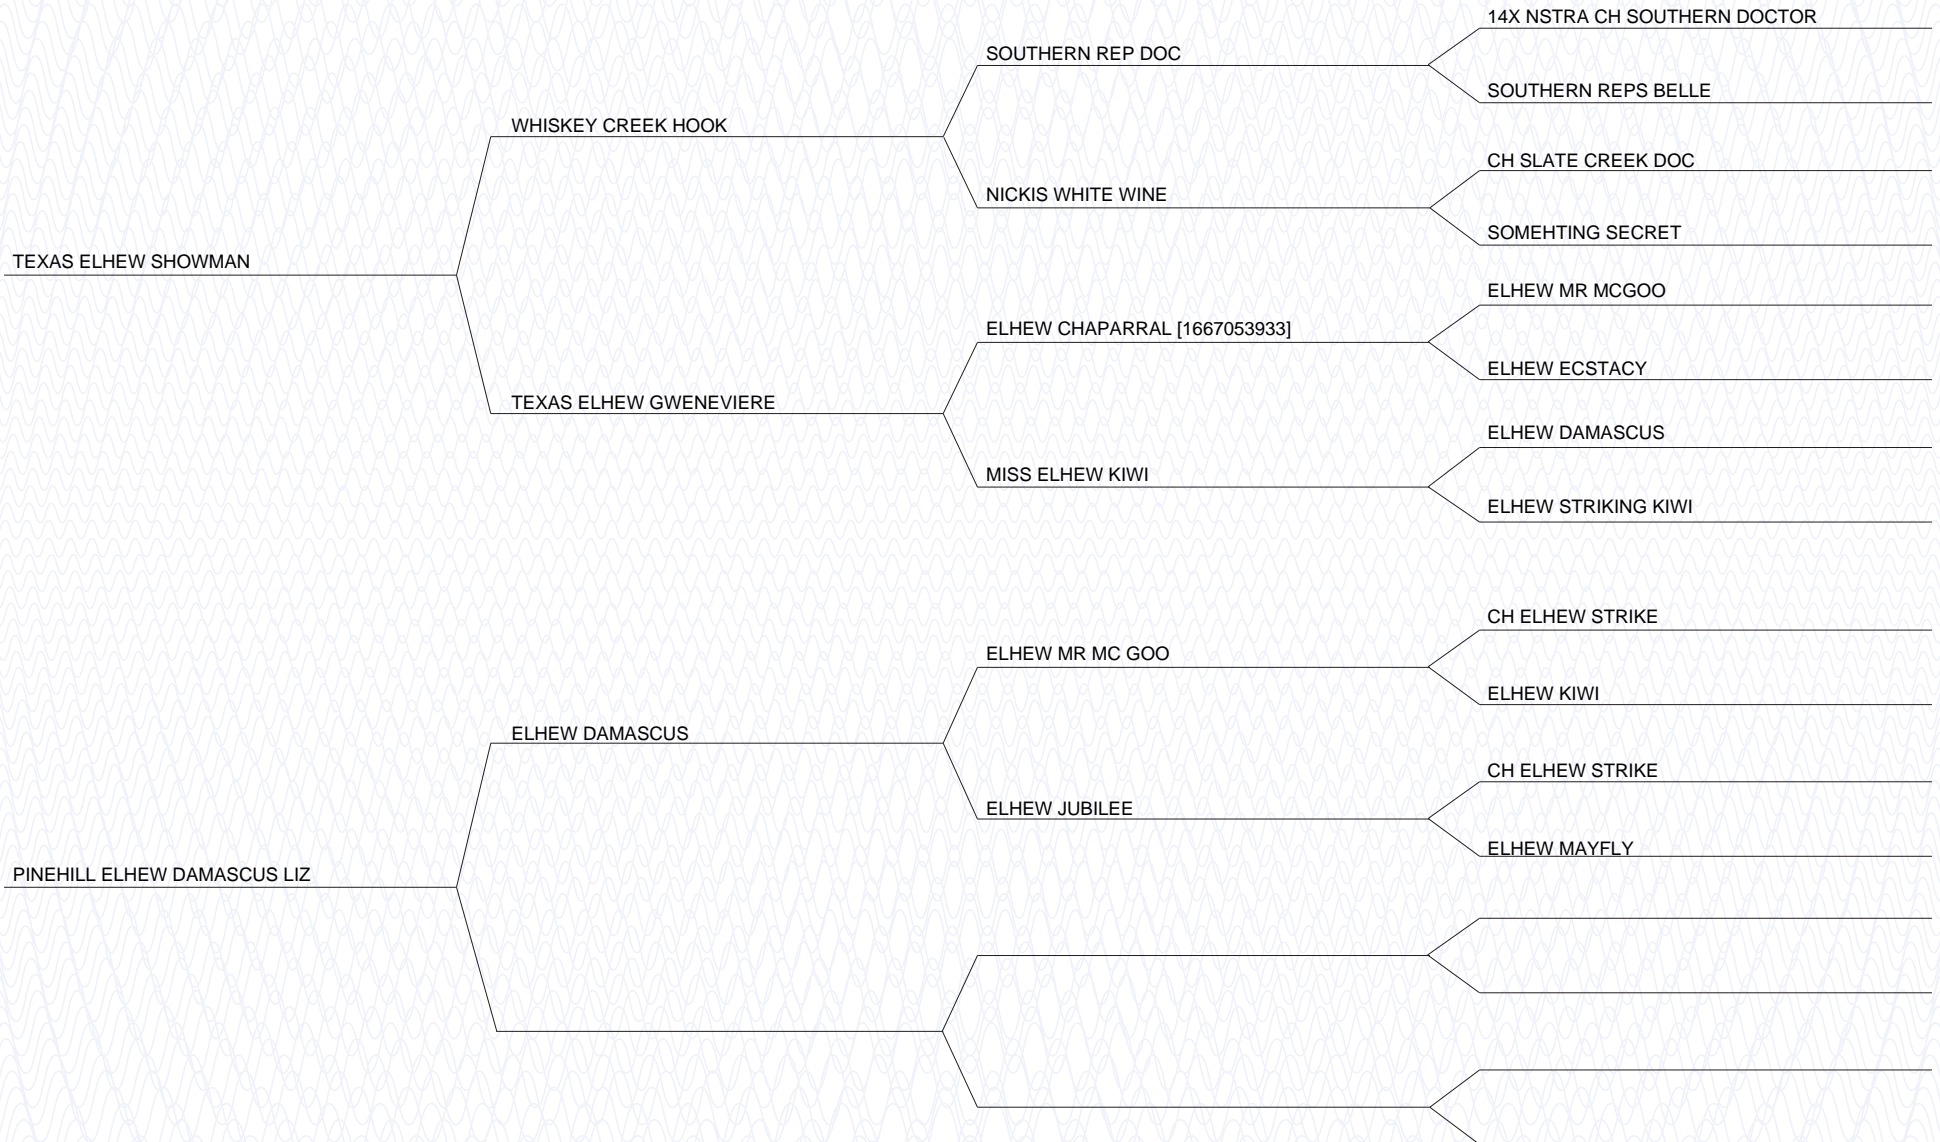 14X NSTRA CH SOUTHERN DOCTOR
SOUTHERN REP DOC
SOUTHERN REPS BELLE
WHISKEY CREEK HOOK
CH SLATE CREEK DOC
NICKIS WHITE WINE
SOMEHTING SECRET
TEXAS ELHEW SHOWMAN
ELHEW MR MCGOO
ELHEW CHAPARRAL [1667053933]
ELHEW ECSTACY
TEXAS ELHEW GWENEVIERE
ELHEW DAMASCUS
MISS ELHEW KIWI
ELHEW STRIKING KIWI
CH ELHEW STRIKE
ELHEW MR MC GOO
ELHEW KIWI
ELHEW DAMASCUS
CH ELHEW STRIKE
ELHEW JUBILEE
ELHEW MAYFLY
PINEHILL ELHEW DAMASCUS LIZ